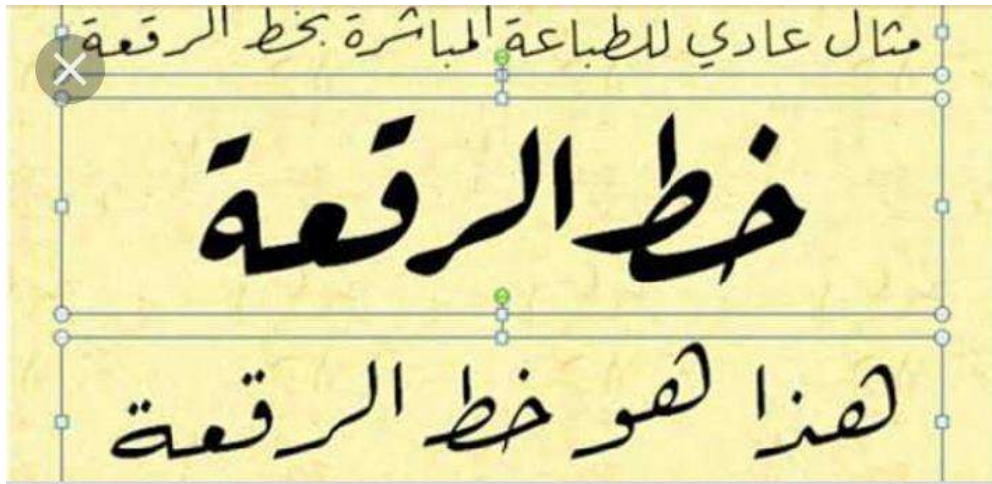 مثال عادي للطباعة المباشرة بخط الرقعة
خط الرقعة
هذا هو خط الرقعة